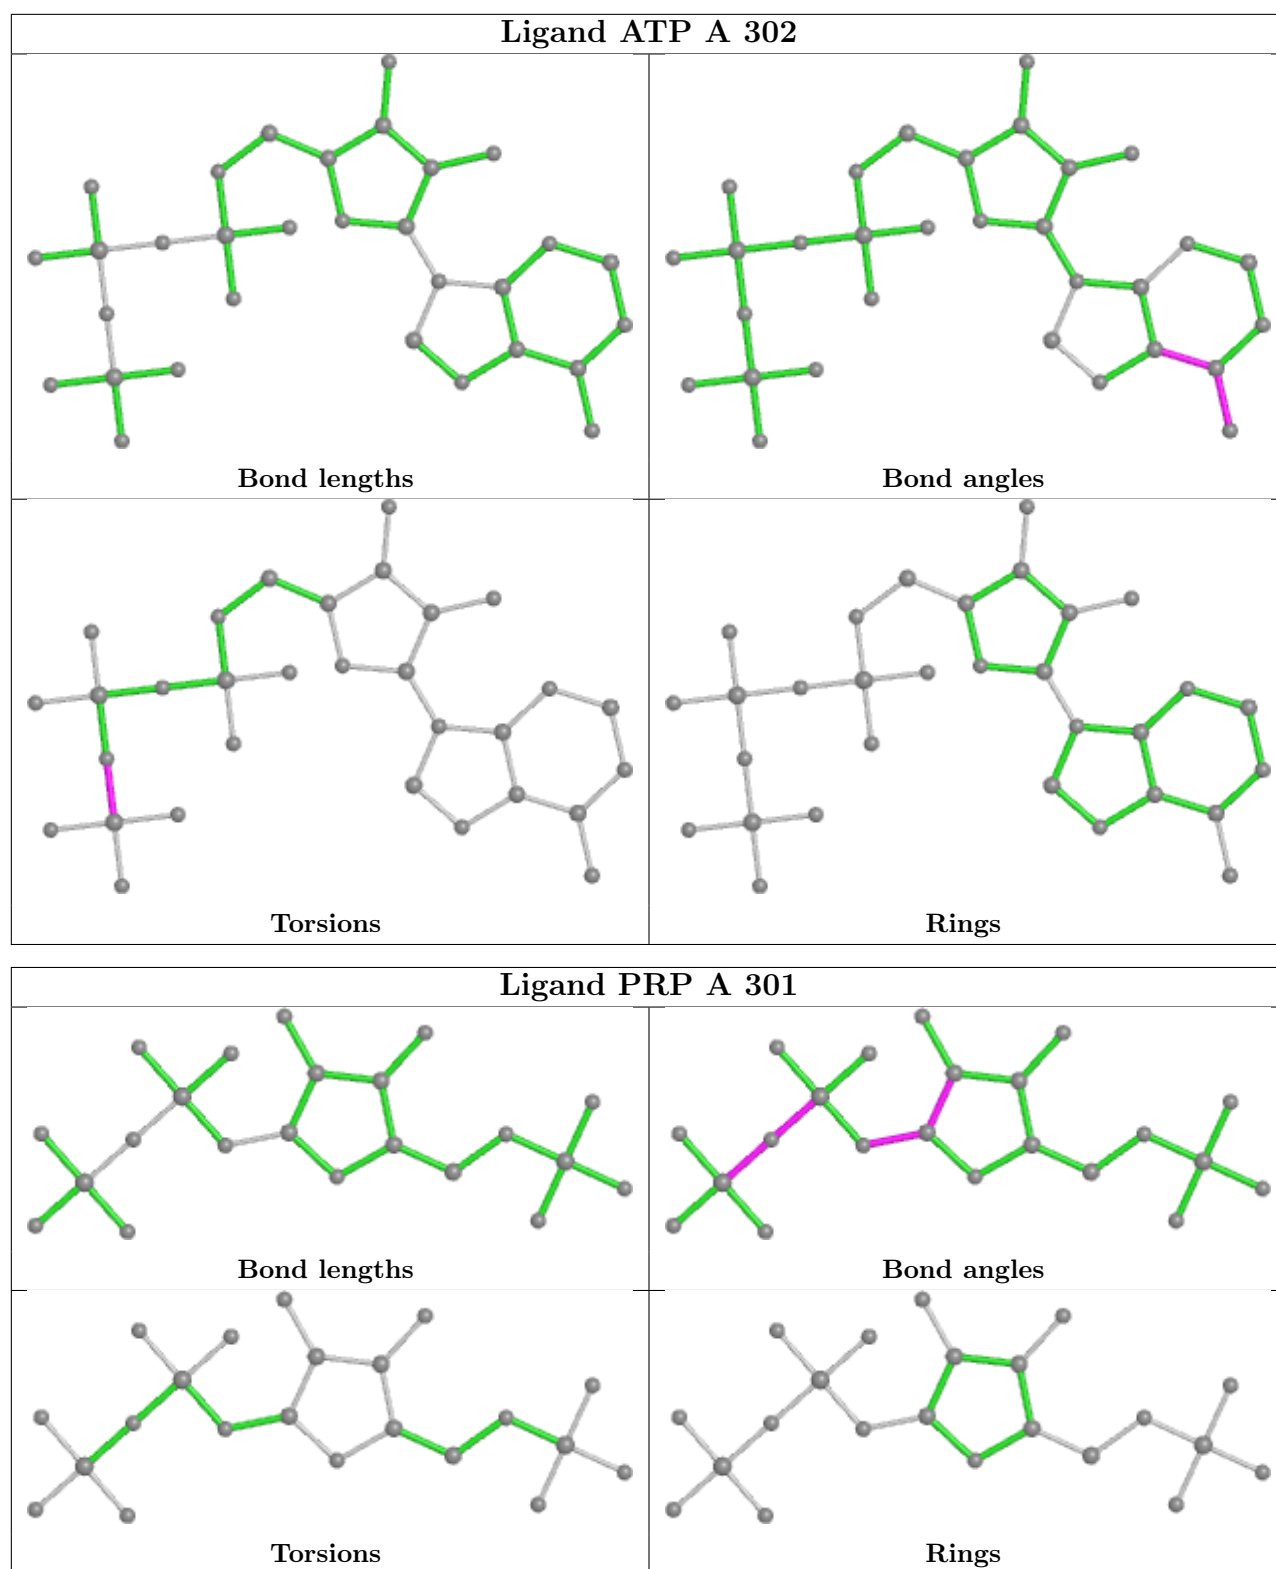 Ligand ATP A 302
Bond lengths
Bond angles
Torsions
Rings
Ligand PRP A 301
Bond lengths
Bond angles
Torsions
Rings